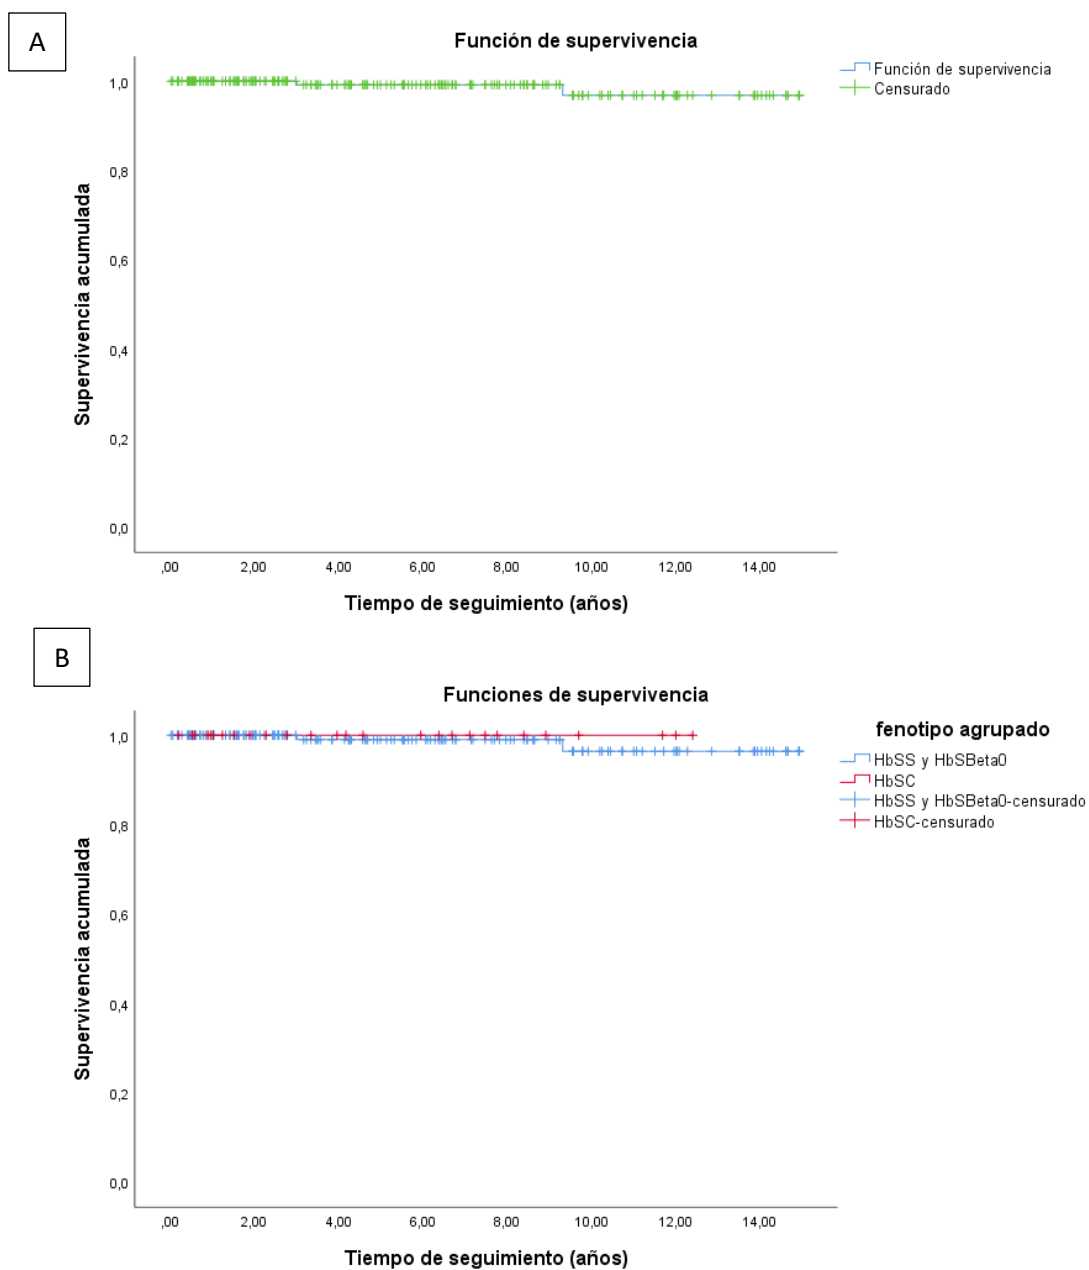 A
Función de supervivencia
Función de supervivencia
Censurado
1,0
0,8
0,6
0,4
0,2
0,0
Supervivencia acumulada
,00 2,00 4,00 6,00 8,00 10,00 12,00 14,00
Tiempo de seguimiento (años)
B
Funciones de supervivencia
fenotipo agrupado
HbSS y HbSBeta0
HbSC
HbSS y HbSBeta0-censurado
HbSC-censurado
1,0
0,8
0,6
0,4
0,2
0,0
Supervivencia acumulada
,00 2,00 4,00 6,00 8,00 10,00 12,00 14,00
Tiempo de seguimiento (años)